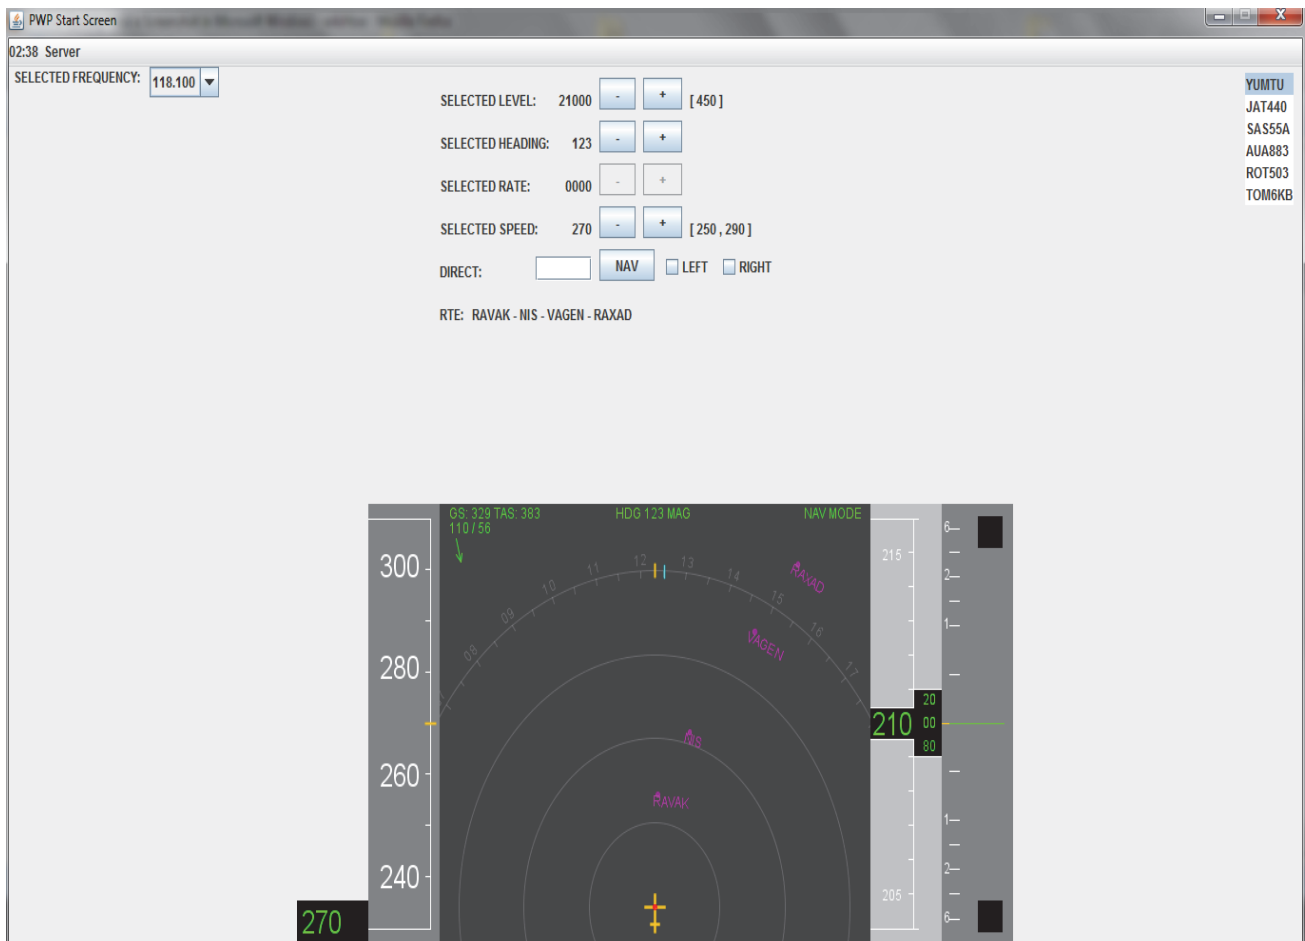 PWP Start Screen
02:38 Server
SELECTED FREQUENCY: 118.100
SELECTED LEVEL: 21000 - + [ 450 ]
SELECTED HEADING: 123 - +
SELECTED RATE: 0000 - +
SELECTED SPEED: 270 - + [ 250 , 290 ]
DIRECT: NAV LEFT RIGHT
RTE: RAVAK - NIS - VAGEN - RAXAD
YUMTU
JAT440
SAS55A
AUA883
ROT503
TOM6KB
GS: 329 TAS: 383 HDG 123 MAG NAV MODE
110 / 56
300
280
260
240
270
08 09 10 11 12 13 14 15 16 17
RAXAD
VAGEN
NIS
RAVAK
215
210
20
00
80
205
6
2
1
1
2
6